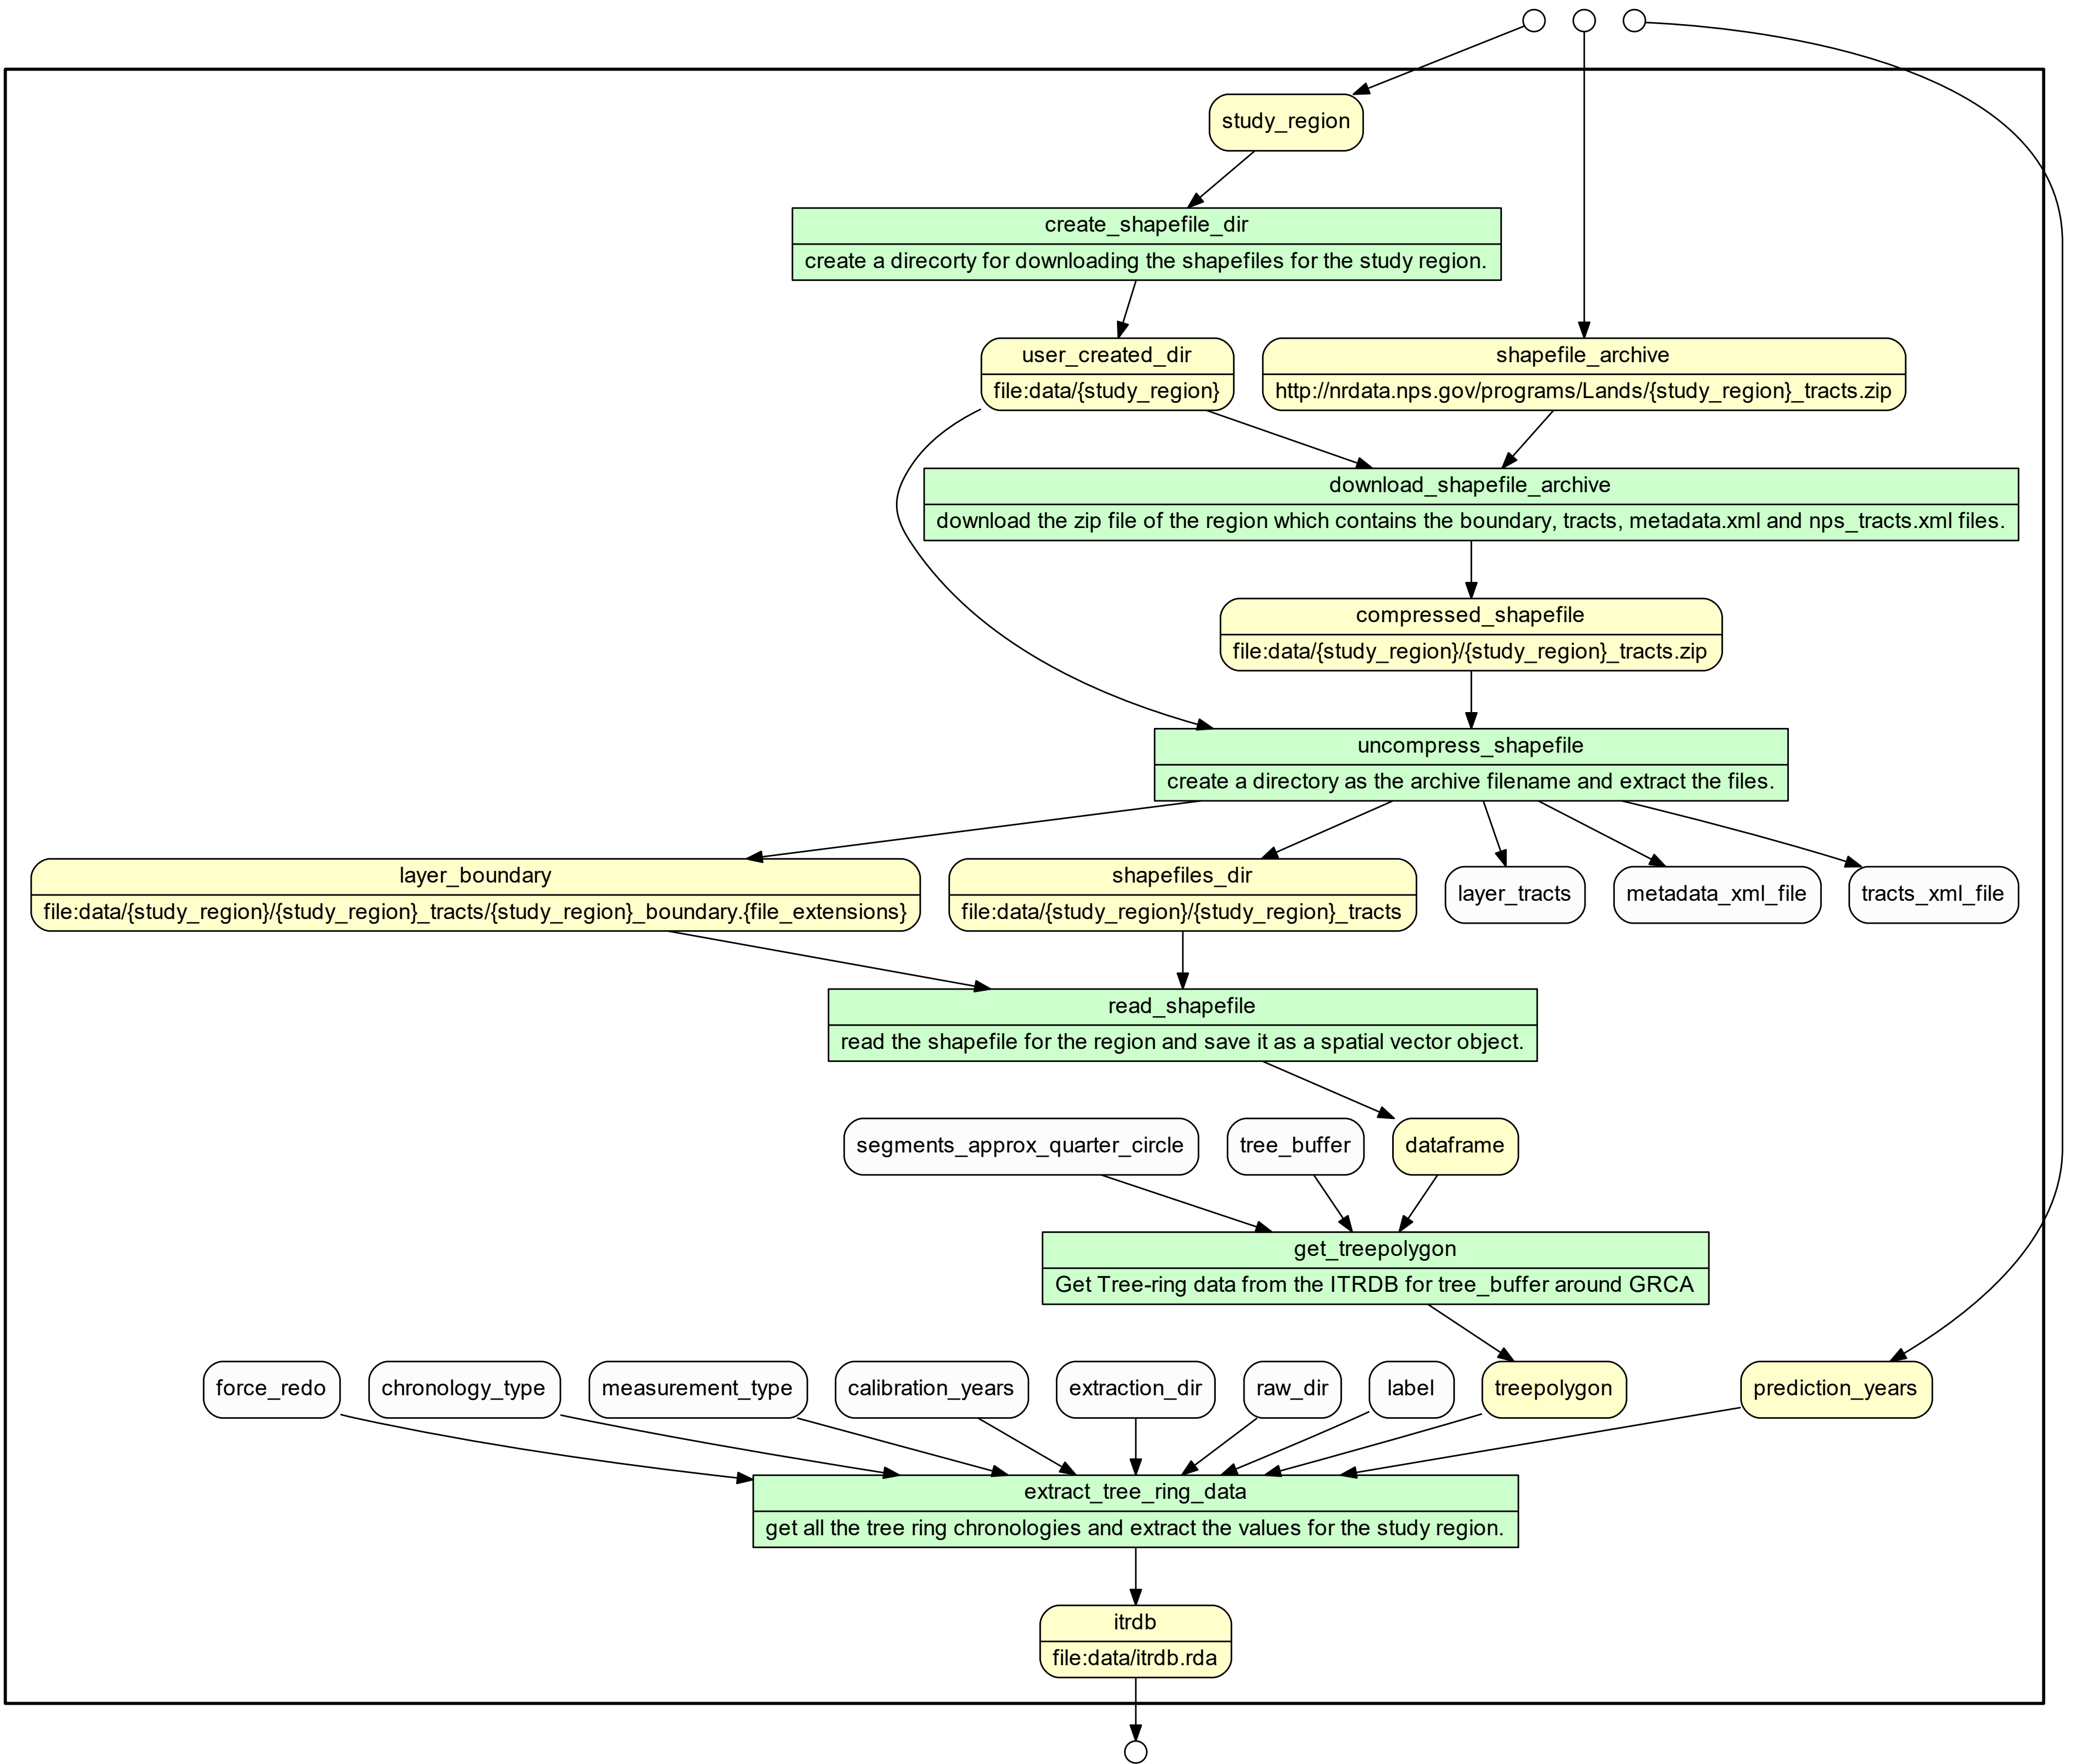 study_region
create_shapefile_dir
create a direcorty for downloading the shapefiles for the study region.
user_created_dir
file:data/{study_region}
shapefile_archive
http://nrdata.nps.gov/programs/Lands/{study_region}_tracts.zip
download_shapefile_archive
download the zip file of the region which contains the boundary, tracts, metadata.xml and nps_tracts.xml files.
compressed_shapefile
file:data/{study_region}/{study_region}_tracts.zip
uncompress_shapefile
create a directory as the archive filename and extract the files.
layer_boundary
file:data/{study_region}/{study_region}_tracts/{study_region}_boundary.{file_extensions}
shapefiles_dir
file:data/{study_region}/{study_region}_tracts
layer_tracts
metadata_xml_file
tracts_xml_file
read_shapefile
read the shapefile for the region and save it as a spatial vector object.
segments_approx_quarter_circle
tree_buffer
dataframe
get_treepolygon
Get Tree-ring data from the ITRDB for tree_buffer around GRCA
force_redo
chronology_type
measurement_type
calibration_years
extraction_dir
raw_dir
label
treepolygon
prediction_years
extract_tree_ring_data
get all the tree ring chronologies and extract the values for the study region.
itrdb
file:data/itrdb.rda